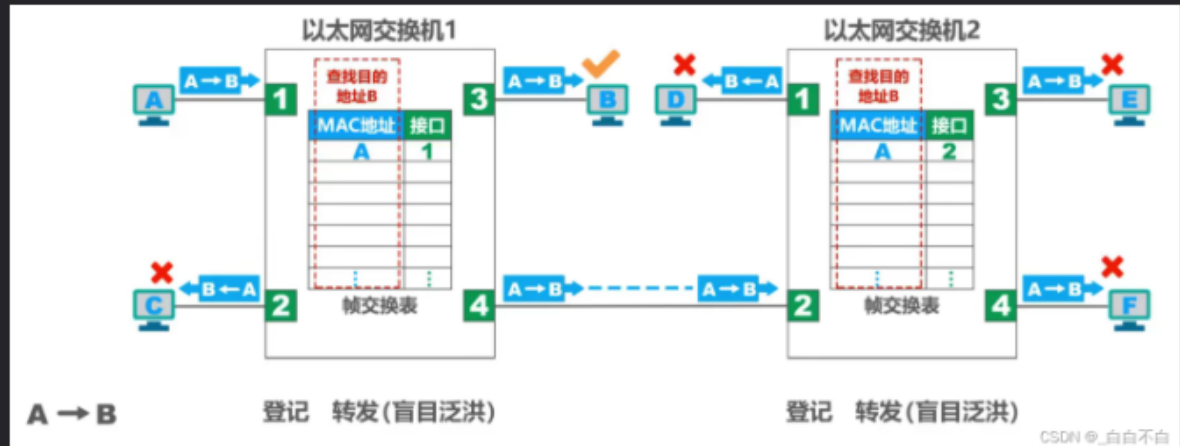 以太网交换机1
以太网交换机2
A→B
查找目的
地址B
A→B
B←A
查找目的
地址B
A→B
A
1
3
B
D
1
3
E
MAC地址 接口
MAC地址 接口
A 1
A 2
B←A
A→B
A→B
A→B
C
2
帧交换表
4
2
帧交换表
4
F
A→B
登记 转发(盲目泛洪)
登记 转发(盲目泛洪)
CSDN @_白白不白